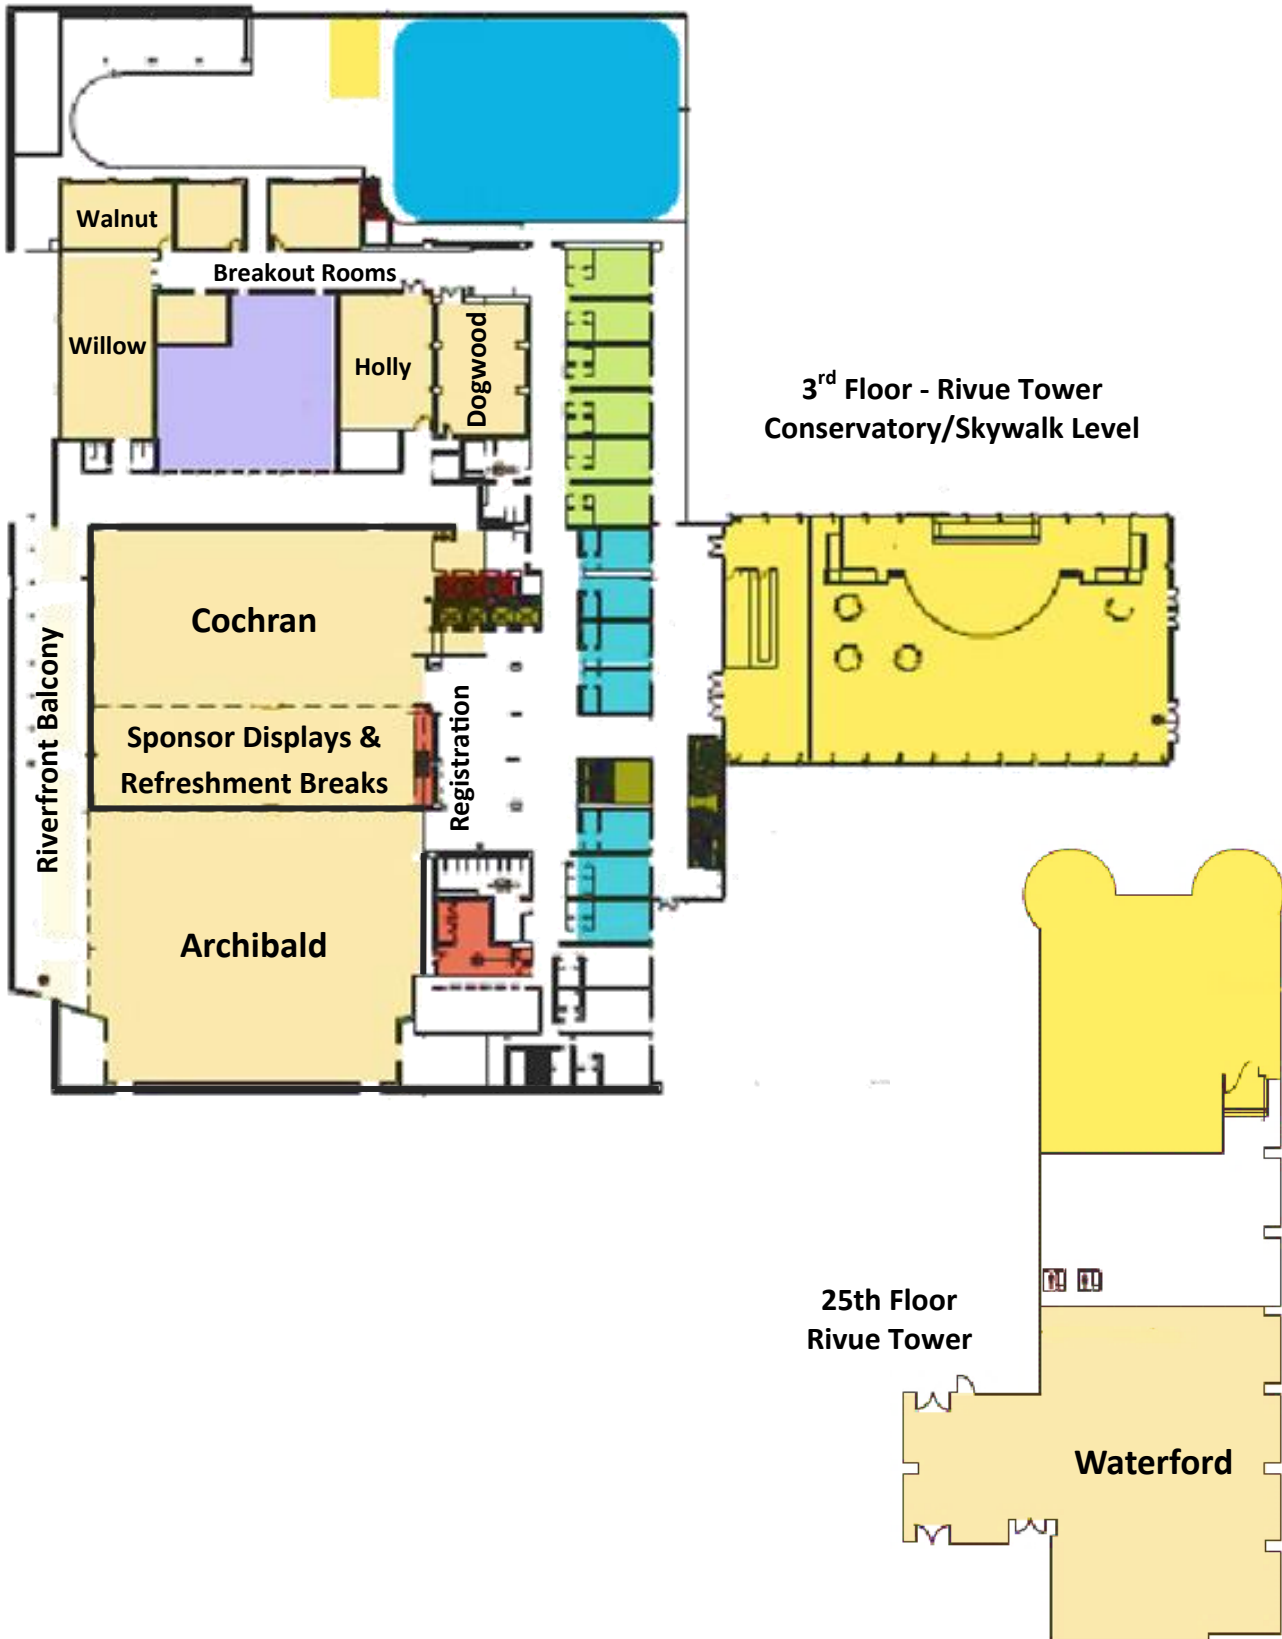 Walnut
Breakout Rooms
Willow
Holly
Dogwood
3rd Floor - Rivue Tower
Conservatory/Skywalk Level
Cochran
Riverfront Balcony
Sponsor Displays &
Refreshment Breaks
Registration
Archibald
25th Floor
Rivue Tower
Waterford